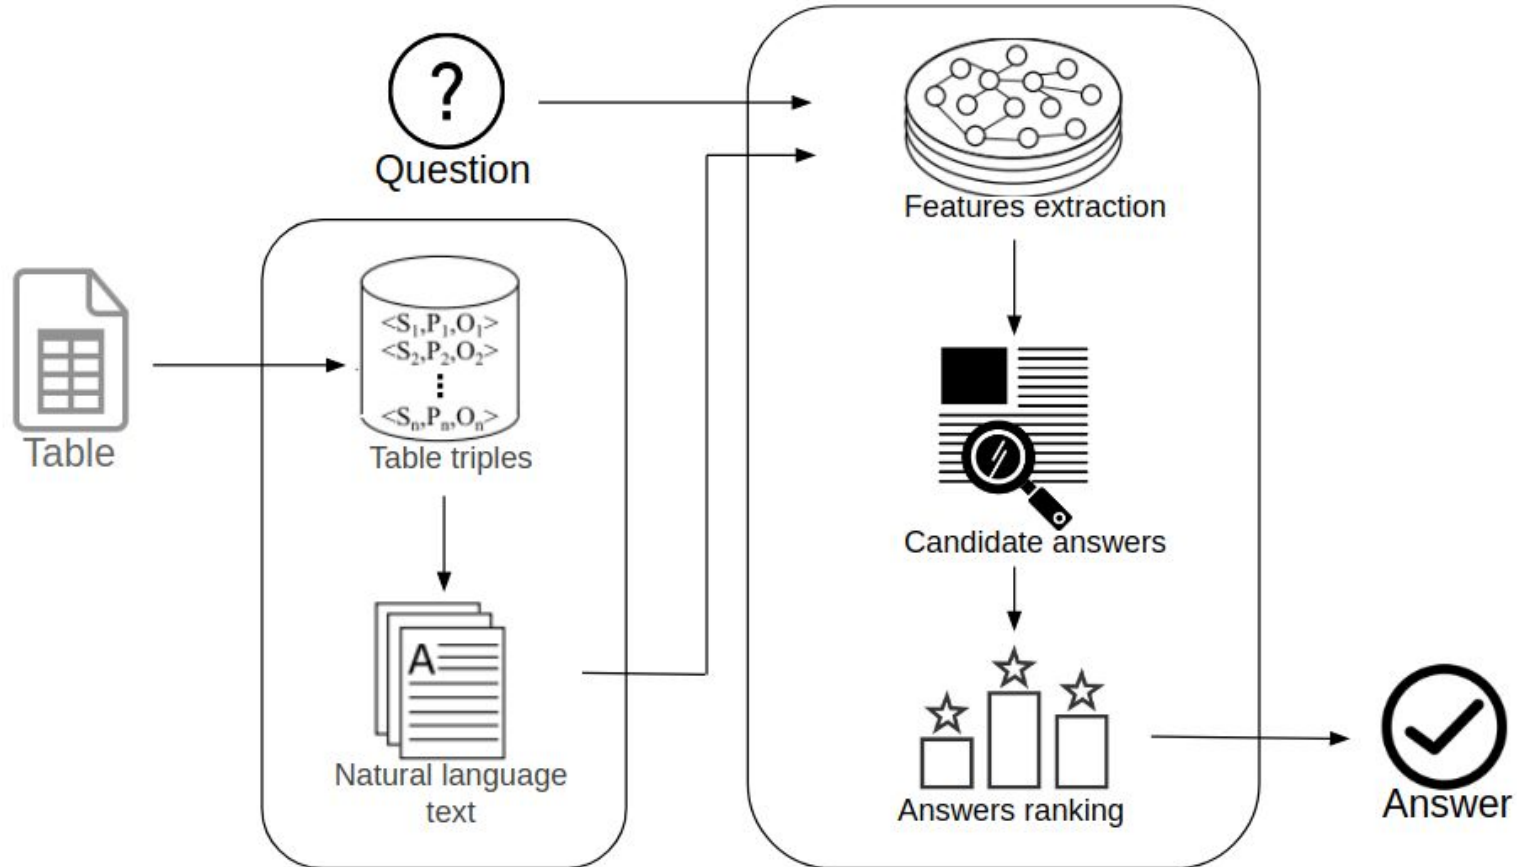 ?
Question
Table
<S1,P1,O1>
<S2,P2,O2>
⋮
<Sn,Pn,On>
Table triples
A
Natural language
text
Features extraction
Candidate answers
Answers ranking
Answer